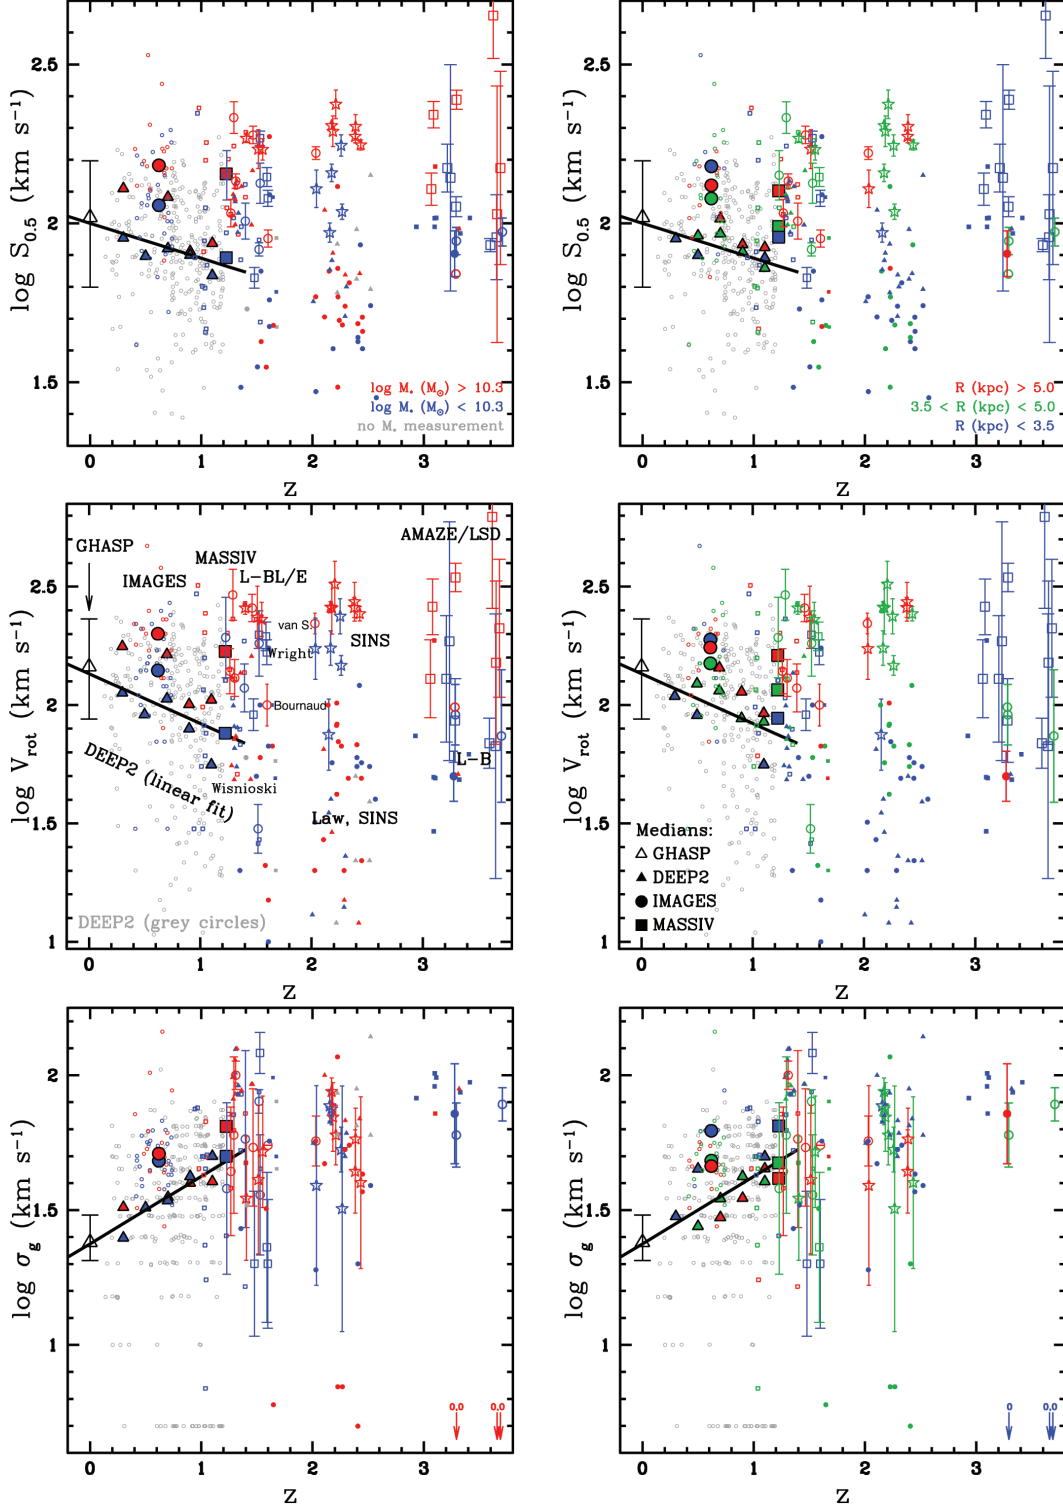 2.5
2
1.5
log S0.5 (km s−1)
log M* (M⊙) > 10.3
log M* (M⊙) < 10.3
no M* measurement
0 1 2 3
z
2.5
2
1.5
log S0.5 (km s−1)
R (kpc) > 5.0
3.5 < R (kpc) < 5.0
R (kpc) < 3.5
0 1 2 3
z
2.5
2
1.5
1
log Vrot (km s−1)
AMAZE/LSD
GHASP
MASSIV
IMAGES
L−BL/E
van S.
SINS
Wright
Bournaud
DEEP2 (linear fit)
L−B
Wisnioski
Law, SINS
DEEP2 (grey circles)
0 1 2 3
z
2.5
2
1.5
1
log Vrot (km s−1)
Medians:
GHASP
DEEP2
IMAGES
MASSIV
0 1 2 3
z
2
1.5
1
log σg (km s−1)
0.0 0.0
0 1 2 3
z
2
1.5
1
log σg (km s−1)
0 0.0
0 1 2 3
z